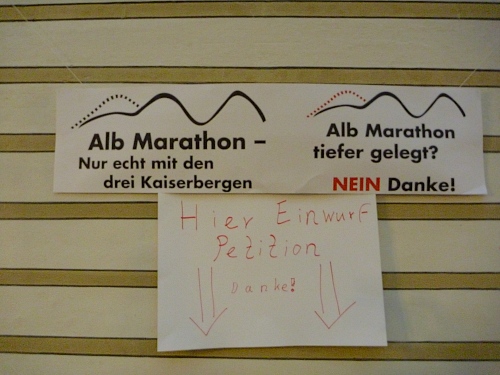 Alb Marathon –
Nur echt mit den
drei Kaiserbergen
Alb Marathon
tiefer gelegt?
NEIN Danke!
Hier Einwurf
Petition
Danke!